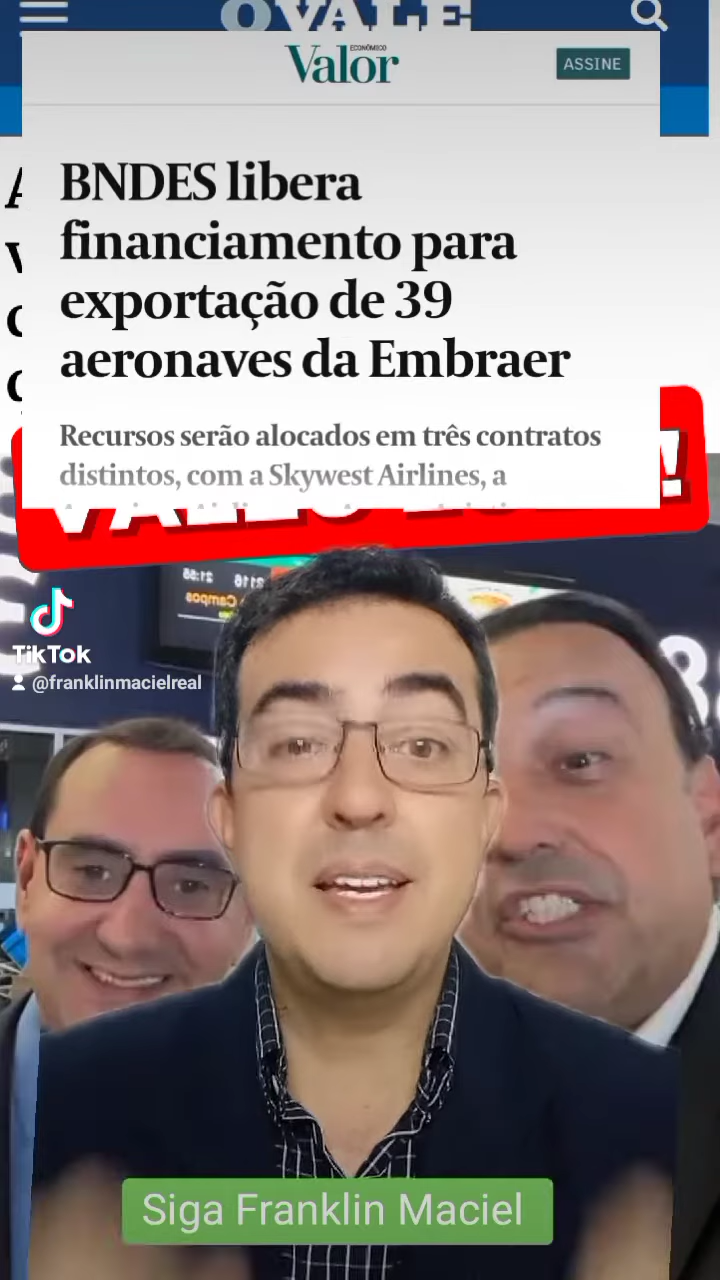 OVALE
ECONÔMICO
Valor
ASSINE
BNDES libera
financiamento para
exportação de 39
aeronaves da Embraer
Recursos serão alocados em três contratos
distintos, com a Skywest Airlines, a
TikTok
@franklinmacielreal
Siga Franklin Maciel